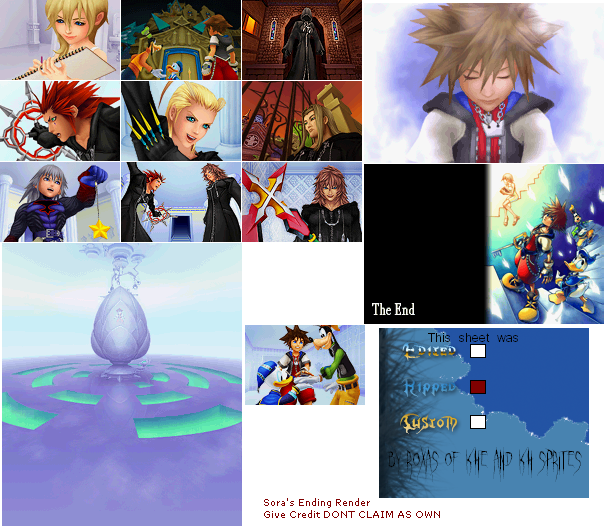 The End
This sheet was
Edited
Ripped
Fusion
BY ROXAS OF KHE AND KH SPRITES
Sora's Ending Render
Give Credit DONT CLAIM AS OWN